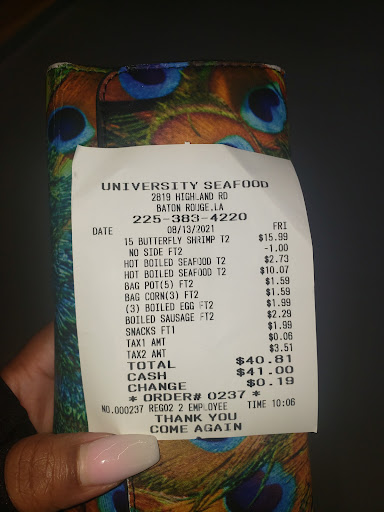 UNIVERSITY SEAFOOD
2819 HIGHLAND RD
BATON ROUGE,LA
225-383-4220
DATE 08/13/2021 FRI
15 BUTTERFLY SHRIMP T2 $15.99
NO SIDE FT2 -1.00
HOT BOILED SEAFOOD T2 $2.73
HOT BOILED SEAFOOD T2 $10.07
BAG POT(5) FT2 $1.59
BAG CORN(3) FT2 $1.59
(3) BOILED EGG FT2 $1.99
BOILED SAUSAGE FT2 $2.29
SNACKS FT1 $1.99
TAX1 AMT $0.06
TAX2 AMT $3.51
TOTAL $40.81
CASH $41.00
CHANGE $0.19
* ORDER# 0237 *
NO.000237 REG02 2 EMPLOYEE TIME 10:06
THANK YOU
COME AGAIN